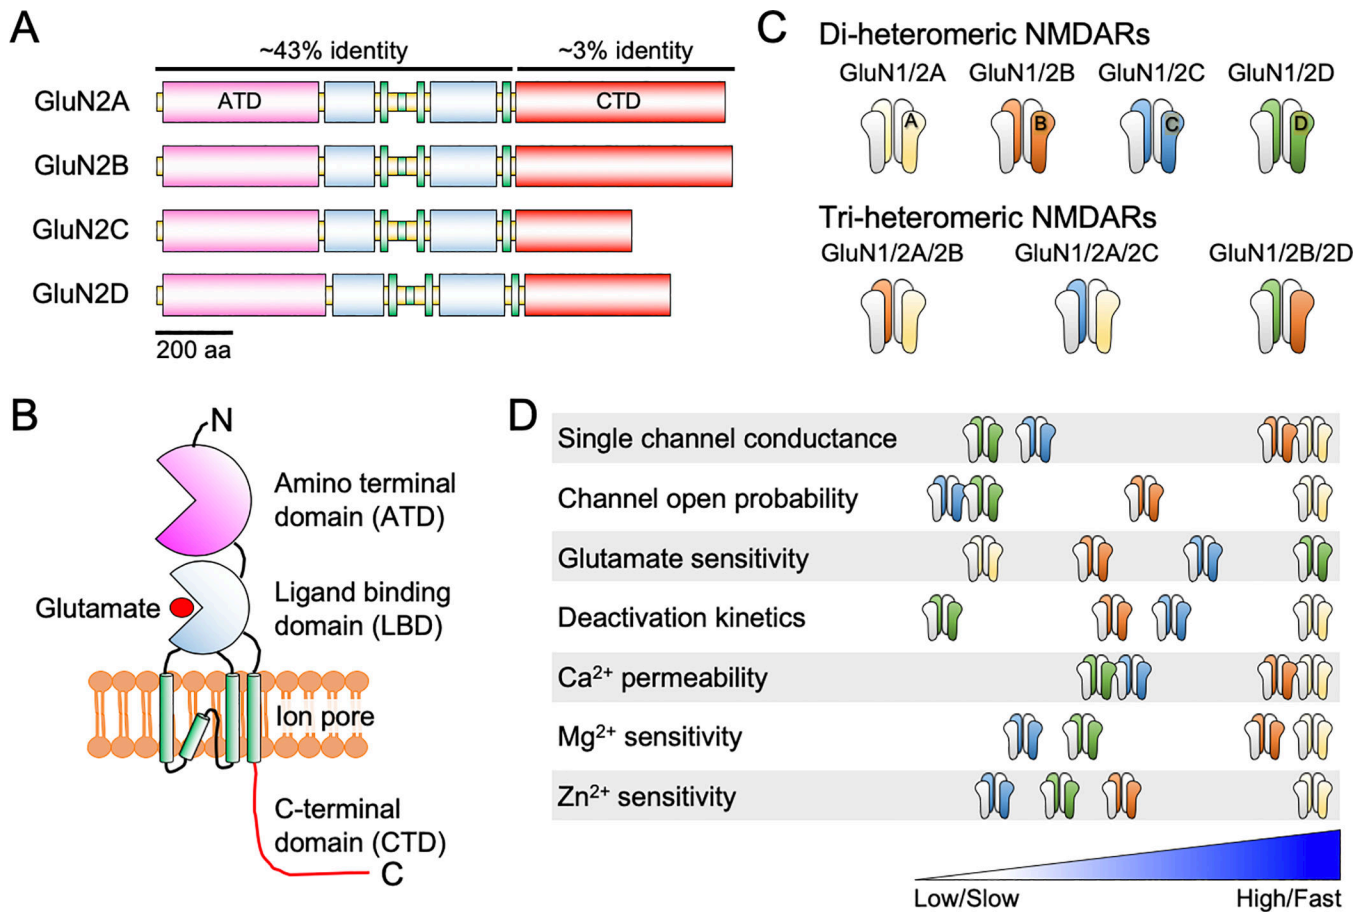 A
~43% identity
~3% identity
GluN2A
ATD
CTD
GluN2B
GluN2C
GluN2D
200 aa
B
N
Amino terminal
domain (ATD)
Glutamate
Ligand binding
domain (LBD)
Ion pore
C-terminal
domain (CTD)
C
C
Di-heteromeric NMDARs
GluN1/2A GluN1/2B GluN1/2C GluN1/2D
A B C D
Tri-heteromeric NMDARs
GluN1/2A/2B GluN1/2A/2C GluN1/2B/2D
D
Single channel conductance
Channel open probability
Glutamate sensitivity
Deactivation kinetics
Ca²⁺ permeability
Mg²⁺ sensitivity
Zn²⁺ sensitivity
Low/Slow High/Fast